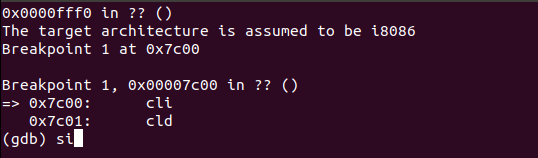 0x0000fff0 in ?? ()
The target architecture is assumed to be i8086
Breakpoint 1 at 0x7c00

Breakpoint 1, 0x00007c00 in ?? ()
=> 0x7c00:      cli
   0x7c01:      cld
(gdb) si